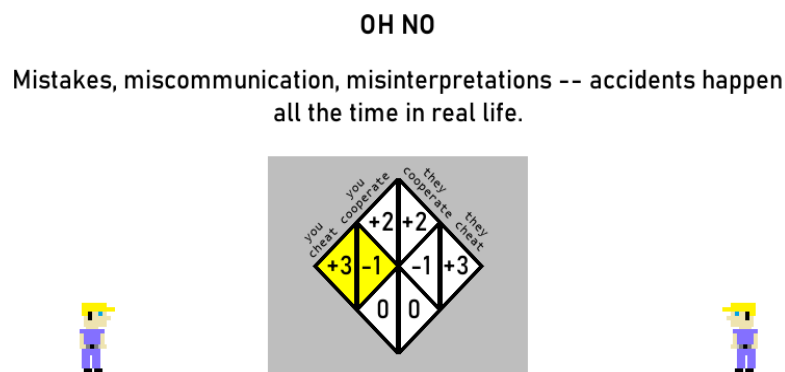 OH NO
Mistakes, miscommunication, misinterpretations -- accidents happen
all the time in real life.
you cheat
you cooperate
they cooperate
they cheat
+2 +2
+3 -1 -1 +3
0 0